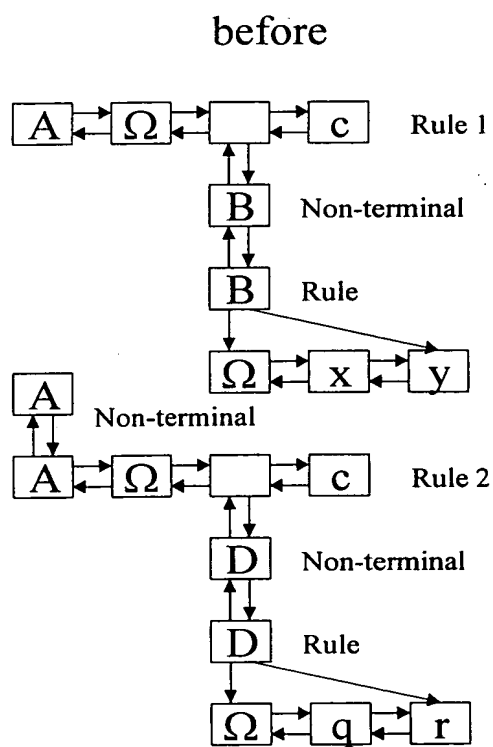 before
A Ω c Rule 1
B Non-terminal
B Rule
Ω x y
A Non-terminal
A Ω c Rule 2
D Non-terminal
D Rule
Ω q r